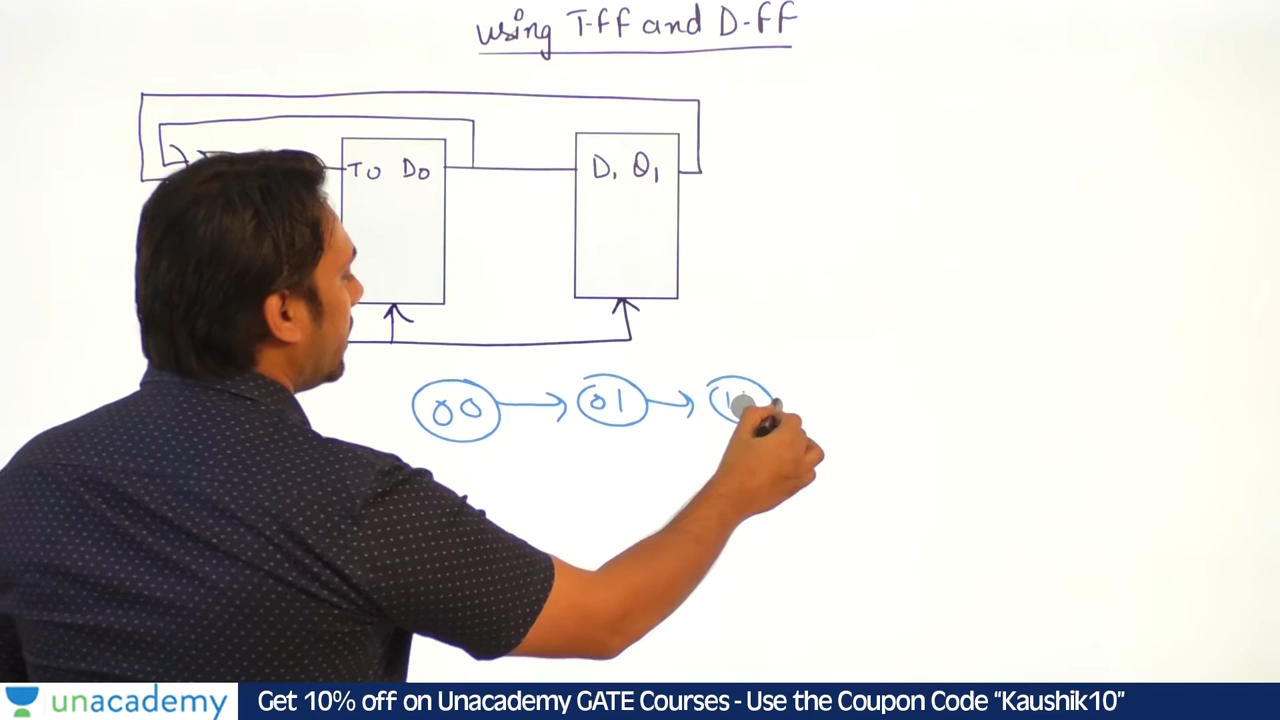 using T-ff and D-ff
T0 D0
D1 Q1
00
01
unacademy
Get 10% off on Unacademy GATE Courses - Use the Coupon Code “Kaushik10”